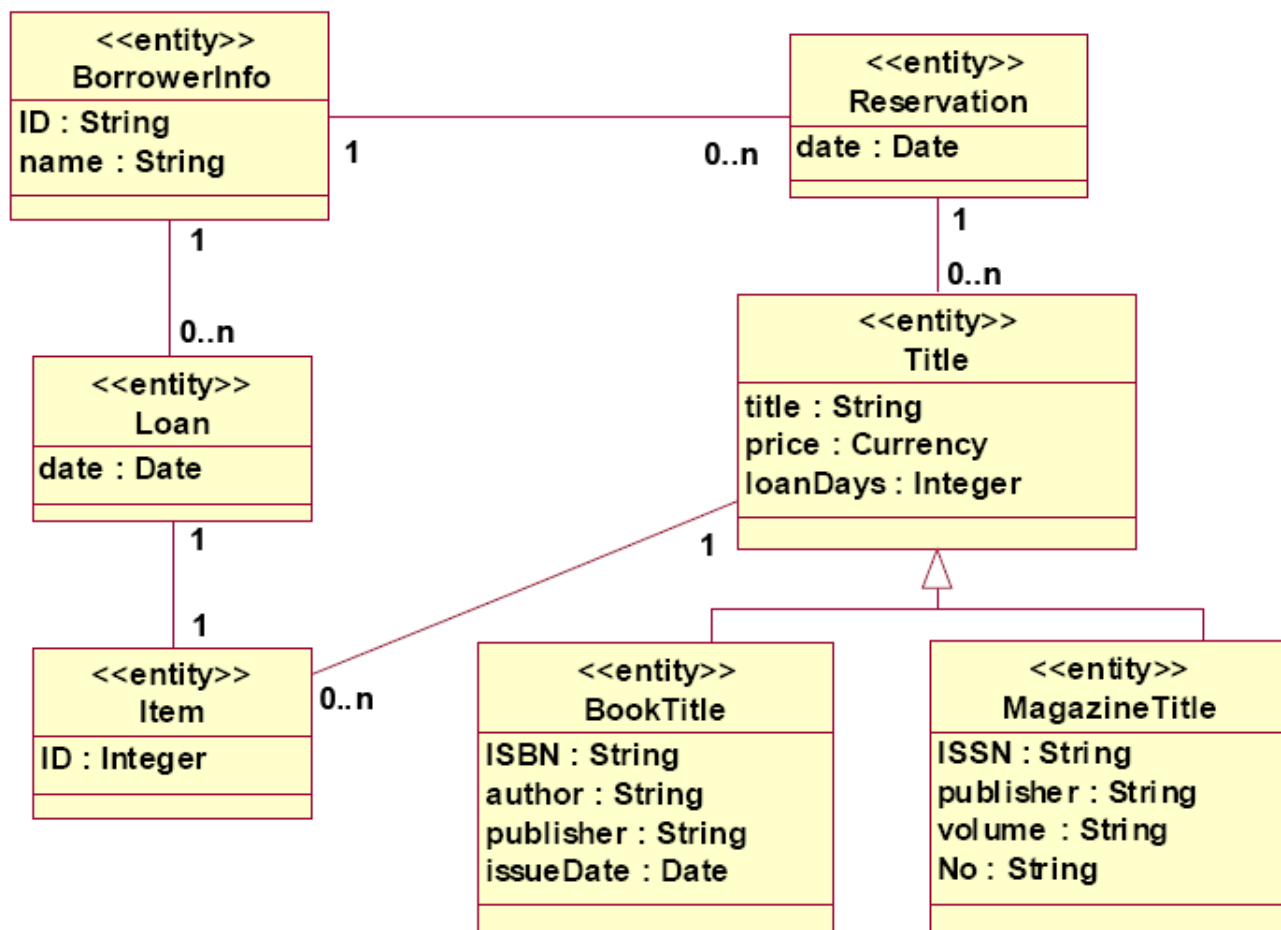 <<entity>>
BorrowerInfo
ID : String
name : String
1
0..n
<<entity>>
Reservation
date : Date
1
0..n
1
0..n
<<entity>>
Loan
date : Date
1
1
<<entity>>
Title
title : String
price : Currency
loanDays : Integer
1
0..n
<<entity>>
Item
ID : Integer
<<entity>>
BookTitle
ISBN : String
author : String
publisher : String
issueDate : Date
<<entity>>
MagazineTitle
ISSN : String
publisher : String
volume : String
No : String